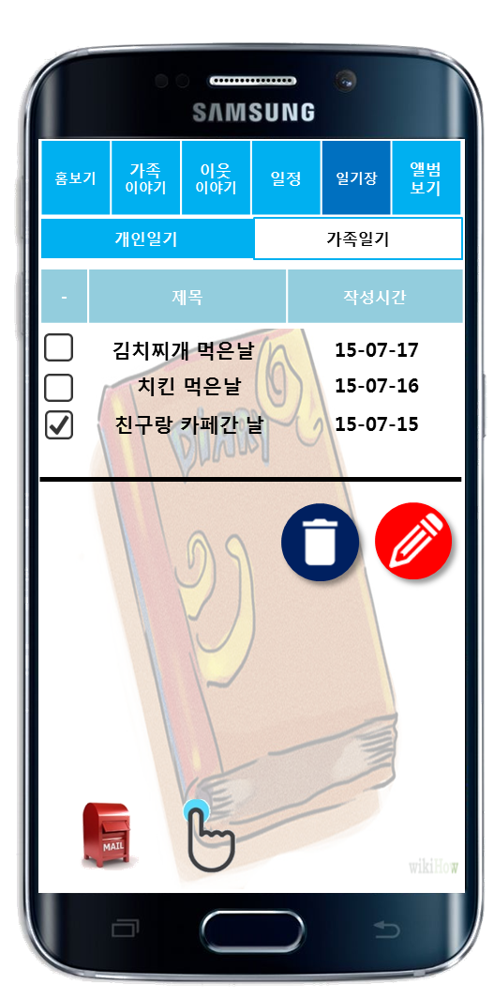 SAMSUNG
홈보기
가족
이야기
이웃
이야기
일정
일기장
앨범
보기
개인일기
가족일기
-
제목
작성시간
김치찌개 먹은날
15-07-17
치킨 먹은날
15-07-16
친구랑 카페간 날
15-07-15
DIARY
MAIL
wikiHow